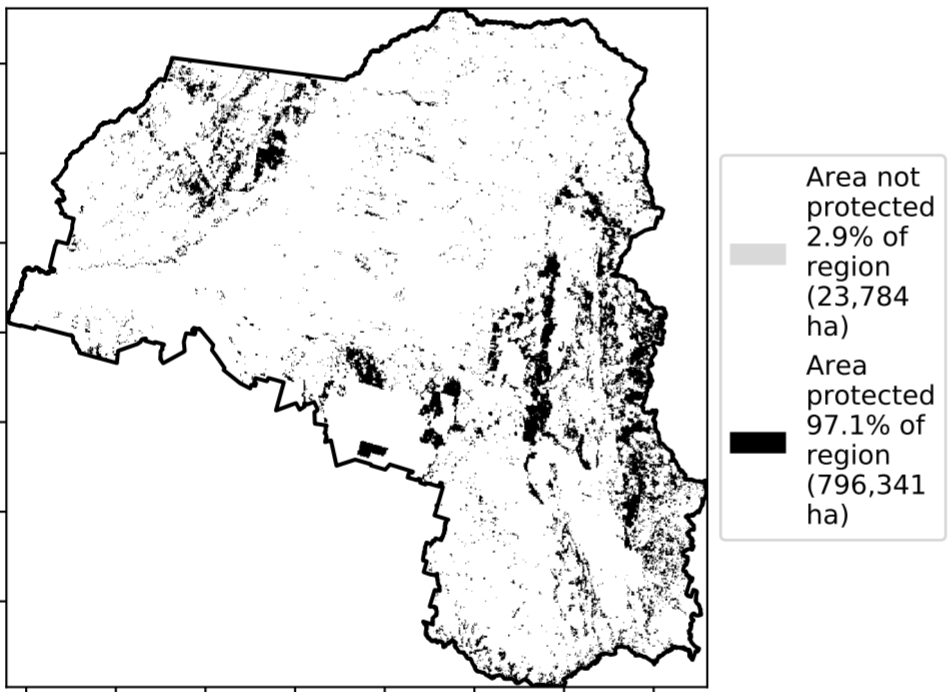 Area not
protected
2.9% of
region
(23,784
ha)
Area
protected
97.1% of
region
(796,341
ha)